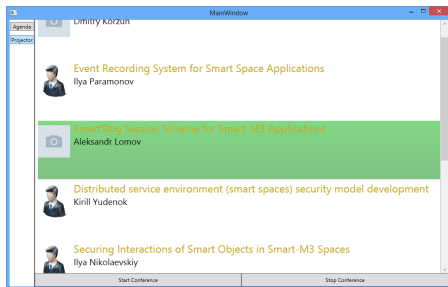 MainWindow
Agenda
Projector
Dmitry Korzun
Event Recording System for Smart Space Applications
Ilya Paramonov
SmartSlog Session Scheme for Smart-M3 Applications
Aleksandr Lomov
Distributed service environment (smart spaces) security model development
Kirill Yudenok
Securing Interactions of Smart Objects in Smart-M3 Spaces
Ilya Nikolaevskiy
Start Conference
Stop Conference